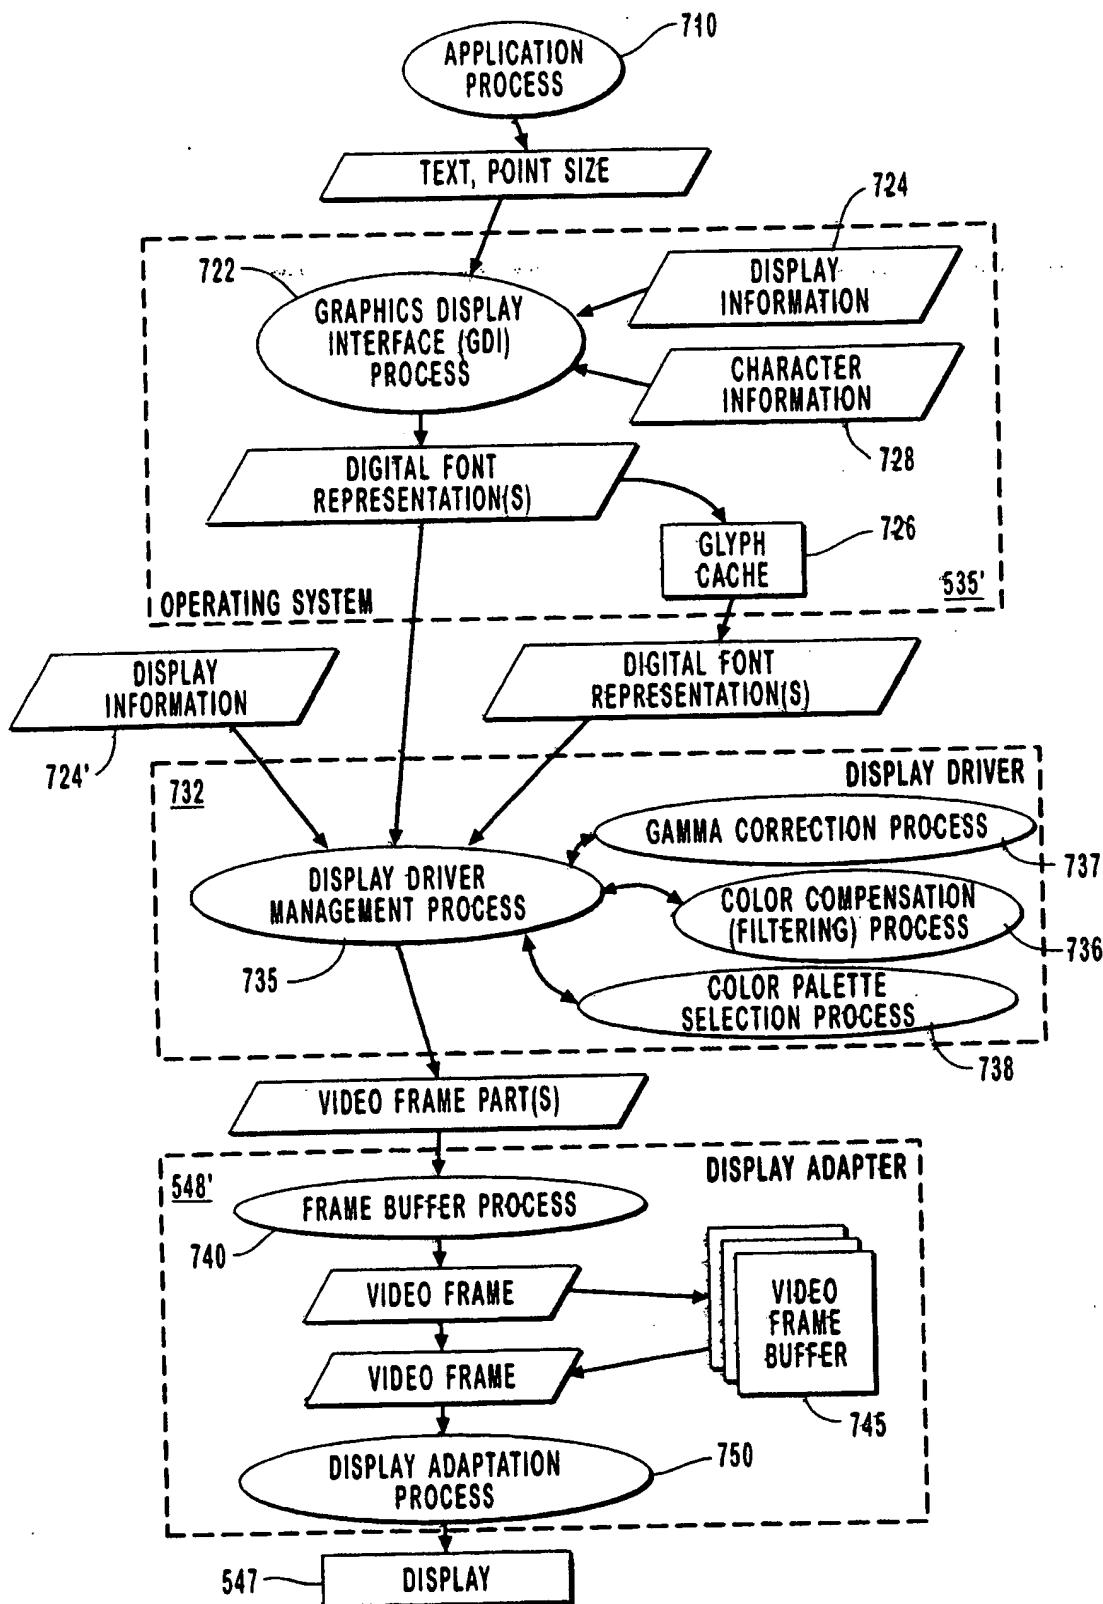 710
APPLICATION
PROCESS
TEXT, POINT SIZE
724
722
DISPLAY
INFORMATION
GRAPHICS DISPLAY
INTERFACE (GDI)
PROCESS
CHARACTER
INFORMATION
728
DIGITAL FONT
REPRESENTATION(S)
726
GLYPH
CACHE
OPERATING SYSTEM
535'
DISPLAY
INFORMATION
DIGITAL FONT
REPRESENTATION(S)
724'
732
DISPLAY DRIVER
GAMMA CORRECTION PROCESS
737
DISPLAY DRIVER
MANAGEMENT PROCESS
COLOR COMPENSATION
(FILTERING) PROCESS
736
735
COLOR PALETTE
SELECTION PROCESS
738
VIDEO FRAME PART(S)
548'
DISPLAY ADAPTER
FRAME BUFFER PROCESS
740
VIDEO FRAME
VIDEO
FRAME
BUFFER
VIDEO FRAME
745
750
DISPLAY ADAPTATION
PROCESS
547
DISPLAY